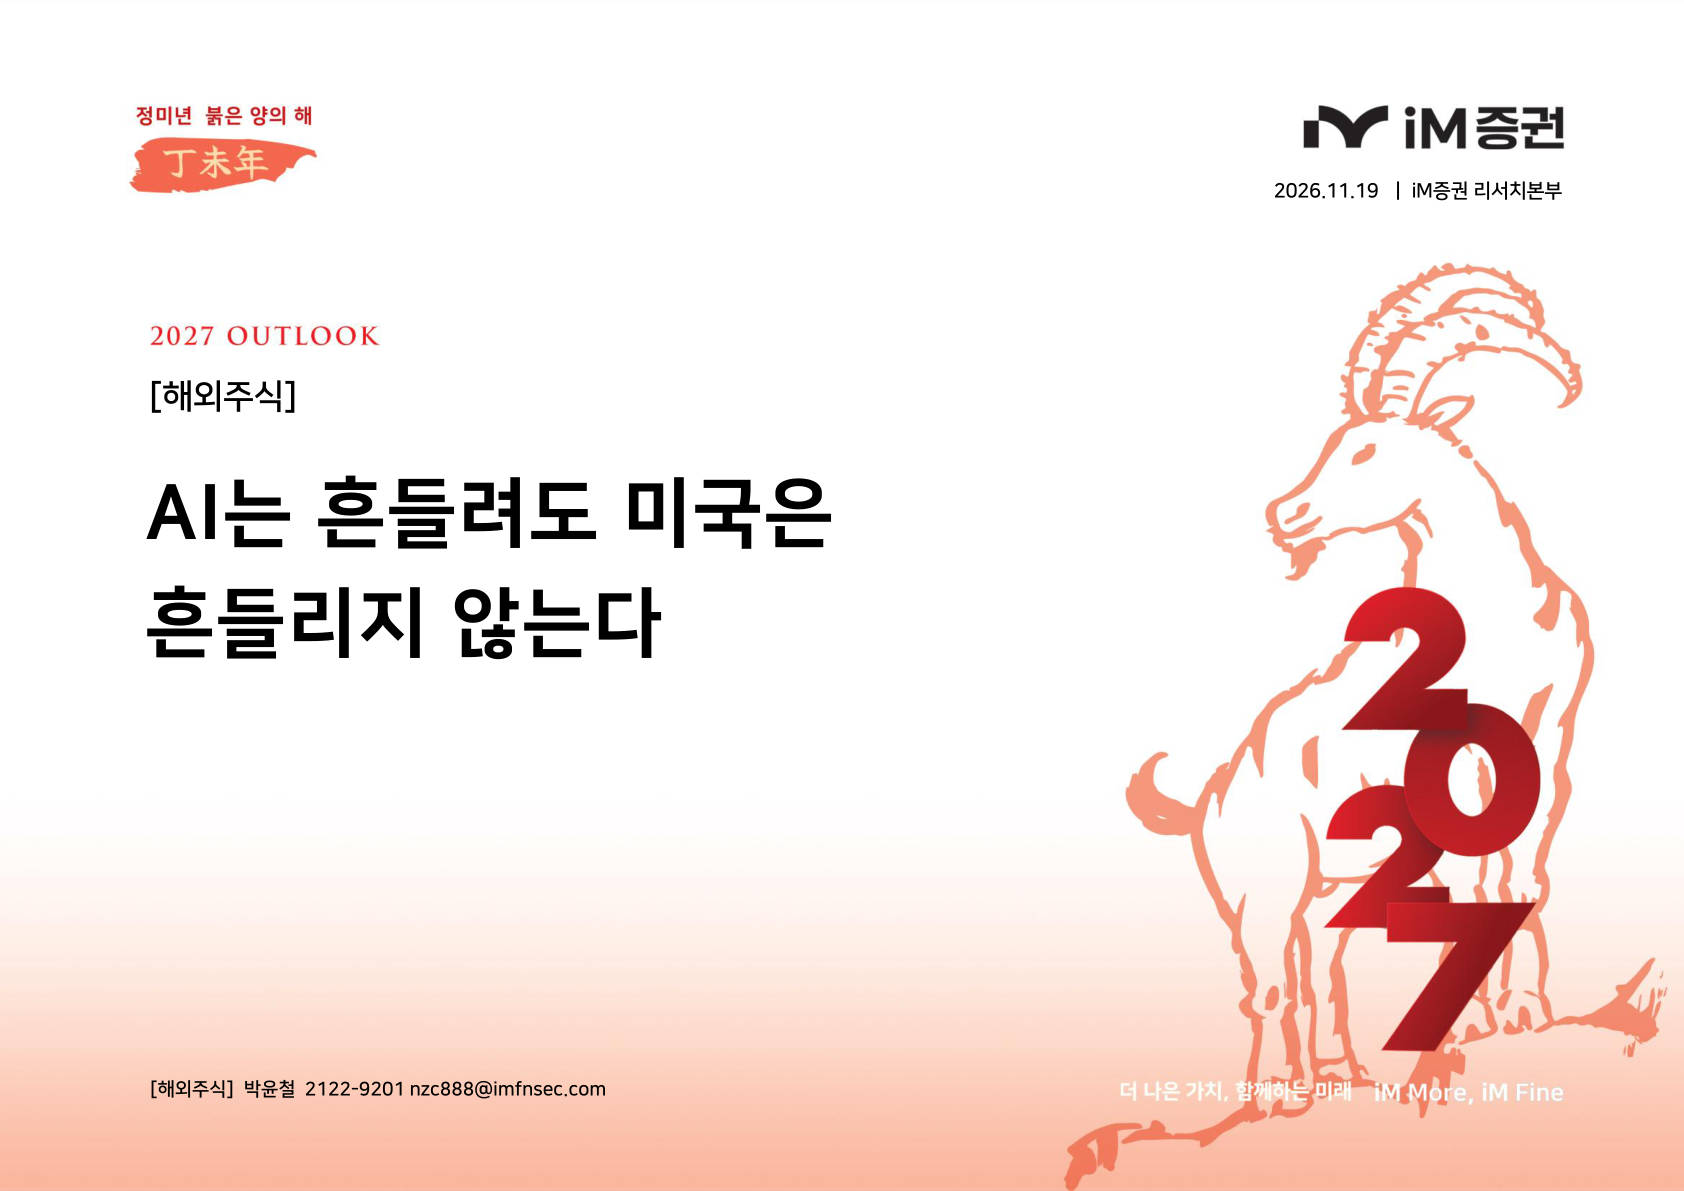 정미년 붉은 양의 해
丁未年
iM증권
2026.11.19 | iM증권 리서치본부
2027 OUTLOOK
[해외주식]
AI는 흔들려도 미국은
흔들리지 않는다
2027
[해외주식] 박윤철 2122-9201 nzc888@imfnsec.com
더 나은 가치, 함께하는 미래 iM More, iM Fine